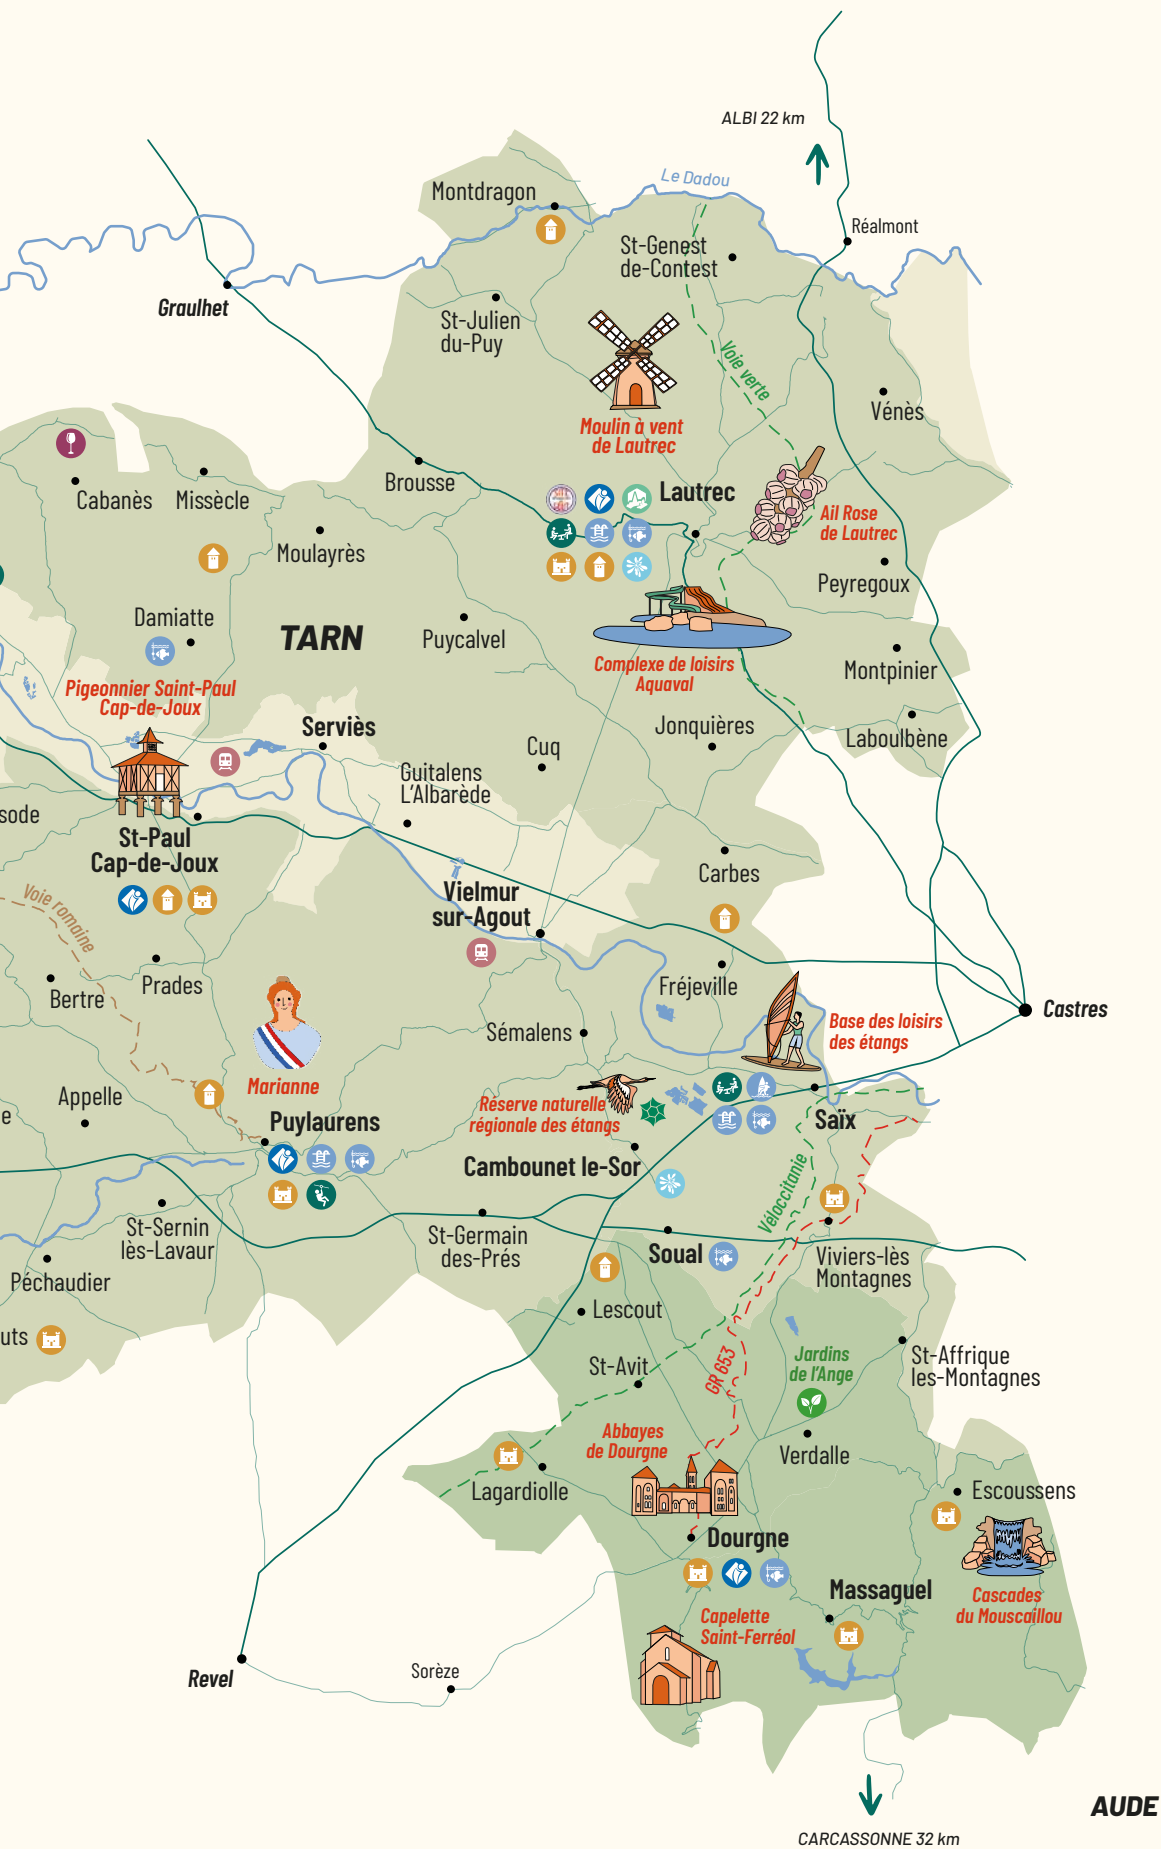 ALBI 22 km
Le Dadou
Montdragon
Réalmont
St-Genest
de-Contest
Graulhet
St-Julien
du-Puy
Voie verte
Vénès
Moulin à vent
de Lautrec
Brousse
Lautrec
Cabanès
Missècle
Ail Rose
de Lautrec
Moulayrès
Peyregoux
Damiatte
TARN
Puycalvel
Complexe de loisirs
Aquaval
Montpinier
Pigeonnier Saint-Paul
Cap-de-Joux
Serviès
Jonquières
Laboulbène
Cuq
Guitalens
L'Albarède
sode
St-Paul
Cap-de-Joux
Carbes
Vielmur
sur-Agout
Voie romaine
Prades
Bertre
Fréjeville
Castres
Base des loisirs
des étangs
Sémalens
Marianne
Appelle
e
Réserve naturelle
régionale des étangs
Saïx
Puylaurens
Cambounet le-Sor
Véloccitanie
St-Sernin
lès-Lavaur
St-Germain
des-Prés
Soual
Viviers-lès
Montagnes
Péchaudier
Lescout
uts
St-Avit
GR 653
Jardins
de l'Ange
St-Affrique
les-Montagnes
Abbayes
de Dourgne
Verdalle
Lagardiolle
Escoussens
Dourgne
Massaguel
Cascades
du Mouscaillou
Capelette
Saint-Ferréol
Revel
Sorèze
AUDE
CARCASSONNE 32 km